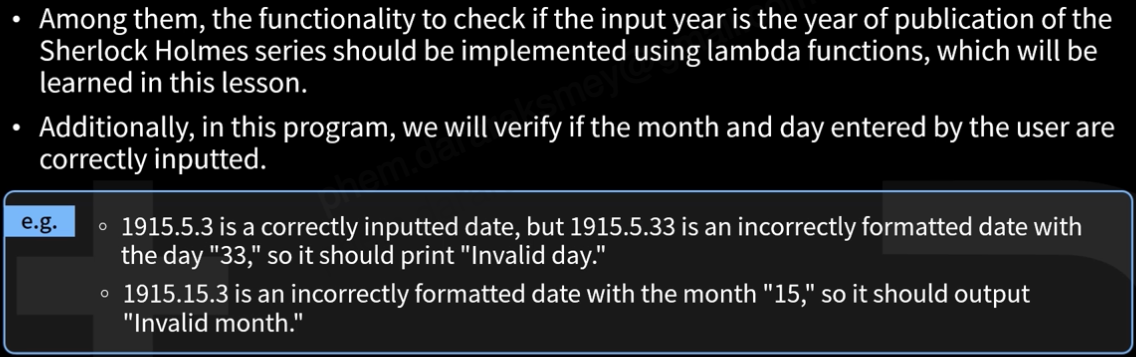 • Among them, the functionality to check if the input year is the year of publication of the
Sherlock Holmes series should be implemented using lambda functions, which will be
learned in this lesson.
• Additionally, in this program, we will verify if the month and day entered by the user are
correctly inputted.
e.g.
◦ 1915.5.3 is a correctly inputted date, but 1915.5.33 is an incorrectly formatted date with
the day "33," so it should print "Invalid day."
◦ 1915.15.3 is an incorrectly formatted date with the month "15," so it should output
"Invalid month."